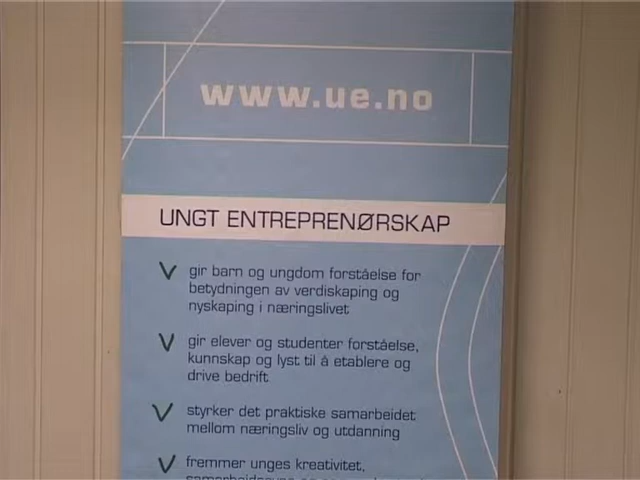 www.ue.no
UNGT ENTREPRENØRSKAP
gir barn og ungdom forståelse for
betydningen av verdiskaping og
nyskaping i næringslivet
gir elever og studenter forståelse,
kunnskap og lyst til å etablere og
drive bedrift
styrker det praktiske samarbeidet
mellom næringsliv og utdanning
fremmer unges kreativitet,